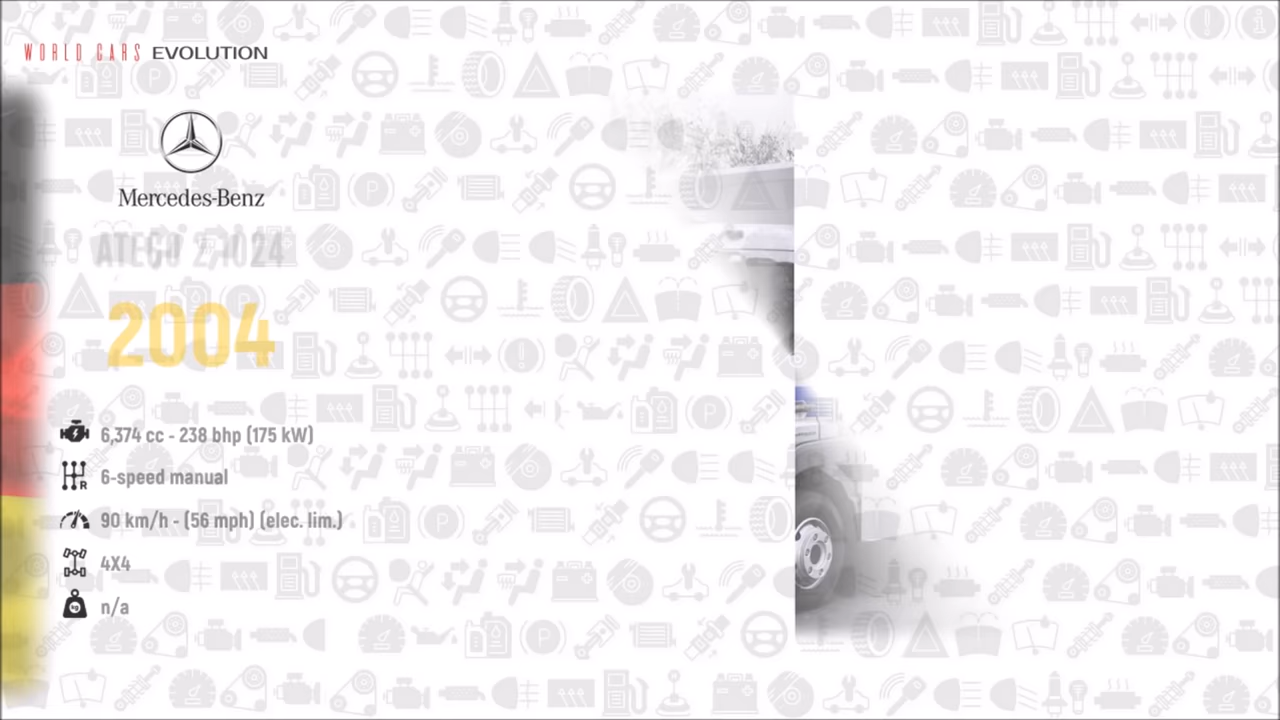 WORLD CARS EVOLUTION
Mercedes-Benz
ATEGO
2004
6,374 cc - 238 bhp (175 kW)
6-speed manual
90 km/h - (56 mph) (elec. lim.)
4X4
n/a